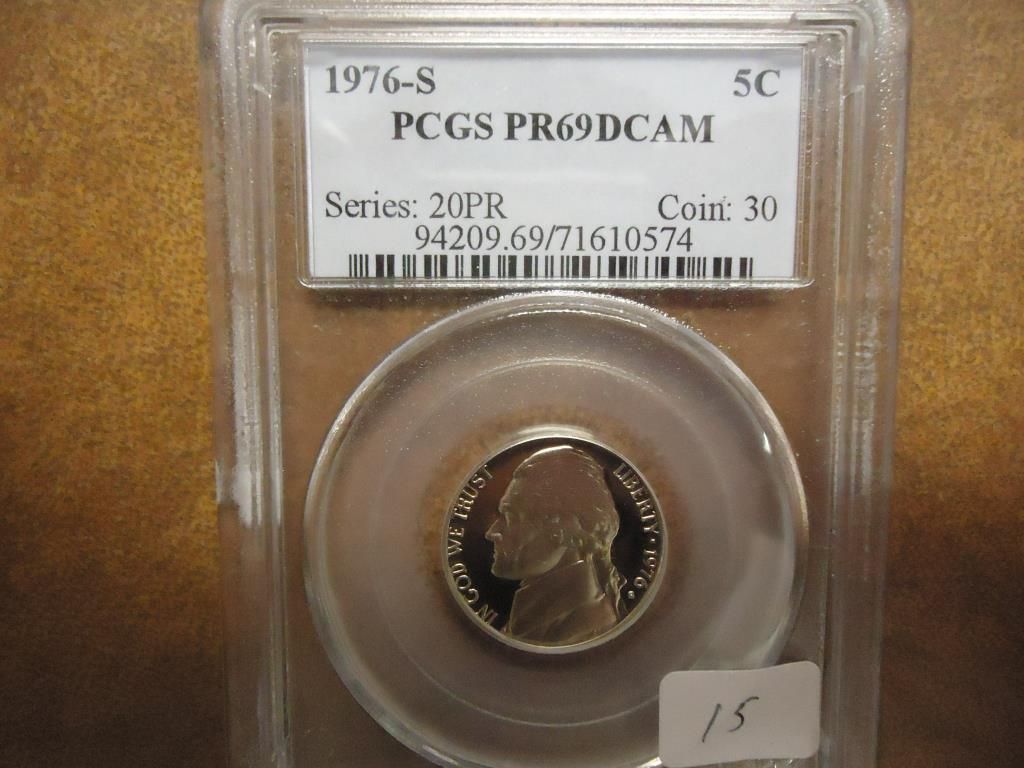 1976-S 5C
PCGS PR69DCAM
Series: 20PR Coin: 30
94209.69/71610574
IN GOD WE TRUST
LIBERTY · 1976
15